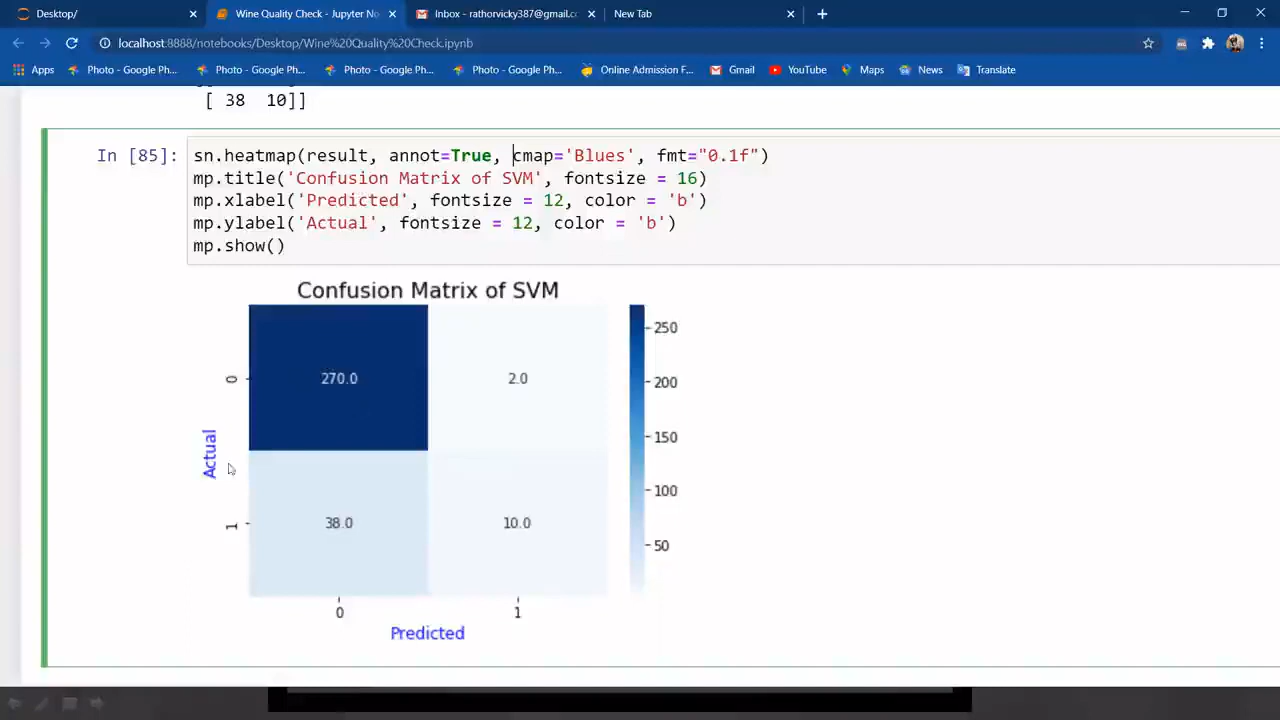 Desktop/
Wine Quality Check - Jupyter No
Inbox - rathorvicky387@gmail.cc
New Tab
localhost:8888/notebooks/Desktop/Wine%20Quality%20Check.ipynb
Apps
Photo - Google Ph...
Photo - Google Ph...
Photo - Google Ph...
Photo - Google Ph...
Online Admission F...
Gmail
YouTube
Maps
News
Translate
[ 38  10]]
In [85]:
sn.heatmap(result, annot=True, cmap='Blues', fmt="0.1f")
mp.title('Confusion Matrix of SVM', fontsize = 16)
mp.xlabel('Predicted', fontsize = 12, color = 'b')
mp.ylabel('Actual', fontsize = 12, color = 'b')
mp.show()
Confusion Matrix of SVM
250
200
150
100
50
0
270.0
2.0
Actual
1
38.0
10.0
0
1
Predicted